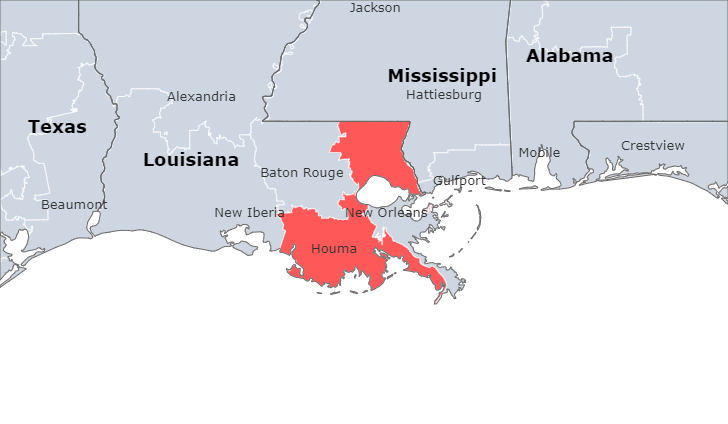 Jackson
Alabama
Mississippi
Hattiesburg
Alexandria
Texas
Louisiana
Crestview
Mobile
Baton Rouge
Gulfport
Beaumont
New Iberia
New Orleans
Houma